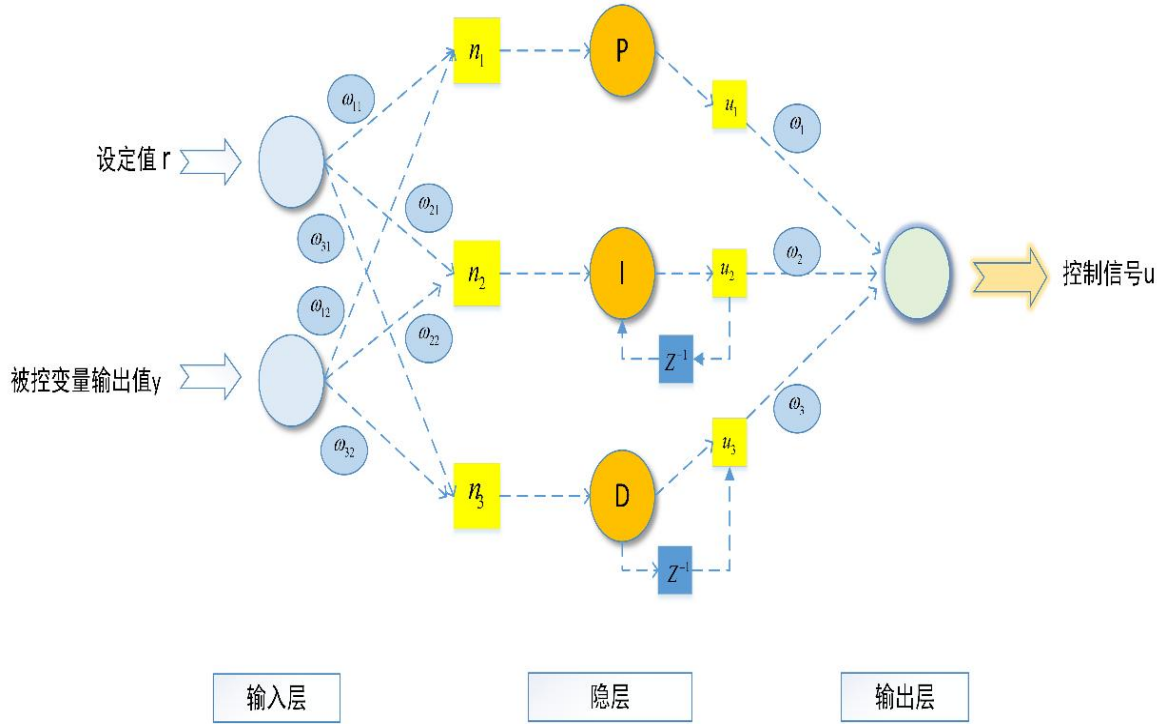 n₁
P
ω₁₁
u₁
ω₁
设定值 r
ω₂₁
ω₃₁
n₂
I
u₂
ω₂
控制信号u
ω₁₂
ω₂₂
Z⁻¹
被控变量输出值y
ω₃₂
ω₃
u₃
n₃
D
Z⁻¹
输入层
隐层
输出层